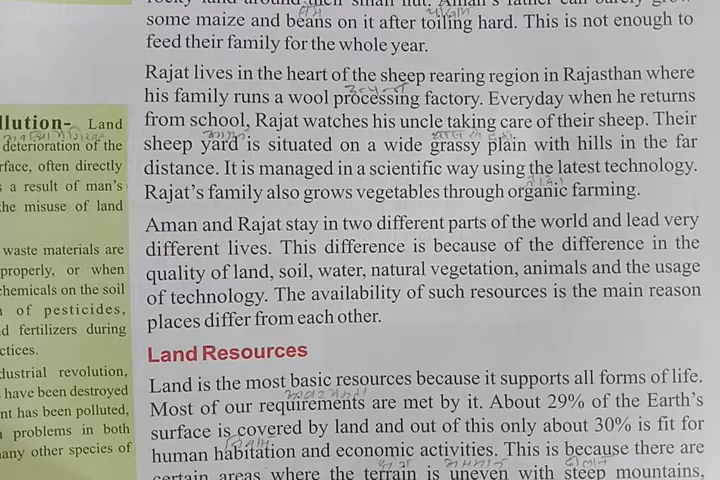 some maize and beans on it after toiling hard. This is not enough to
feed their family for the whole year.
Rajat lives in the heart of the sheep rearing region in Rajasthan where
his family runs a wool processing factory. Everyday when he returns
from school, Rajat watches his uncle taking care of their sheep. Their
sheep yard is situated on a wide grassy plain with hills in the far
distance. It is managed in a scientific way using the latest technology.
Rajat's family also grows vegetables through organic farming.
Aman and Rajat stay in two different parts of the world and lead very
different lives. This difference is because of the difference in the
quality of land, soil, water, natural vegetation, animals and the usage
of technology. The availability of such resources is the main reason
places differ from each other.
Land Resources
Land is the most basic resources because it supports all forms of life.
Most of our requirements are met by it. About 29% of the Earth's
surface is covered by land and out of this only about 30% is fit for
human habitation and economic activities. This is because there are
certain areas where the terrain is uneven with steep mountains,
llution- Land
deterioration of the
rface, often directly
s a result of man's
the misuse of land
waste materials are
properly, or when
chemicals on the soil
of pesticides,
d fertilizers during
ctices.
dustrial revolution,
have been destroyed
nt has been polluted,
problems in both
any other species of